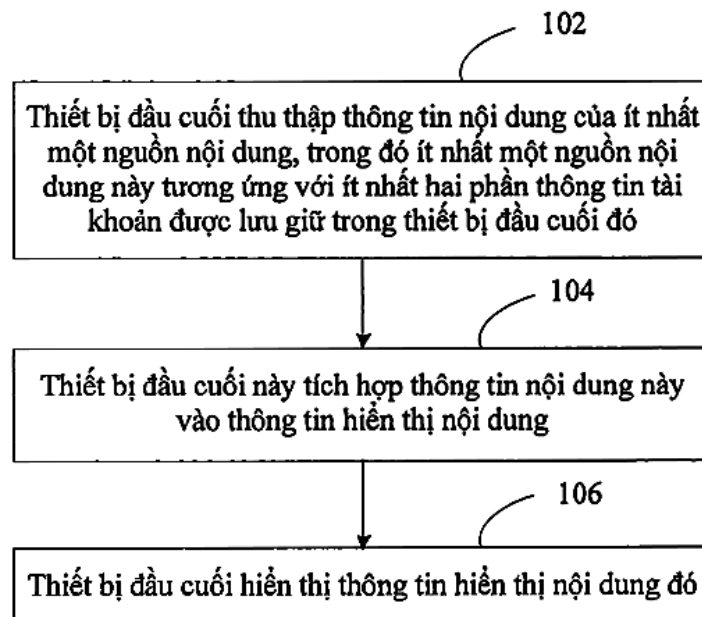 102
Thiết bị đầu cuối thu thập thông tin nội dung của ít nhất
một nguồn nội dung, trong đó ít nhất một nguồn nội
dung này tương ứng với ít nhất hai phần thông tin tài
khoản được lưu giữ trong thiết bị đầu cuối đó
104
Thiết bị đầu cuối này tích hợp thông tin nội dung này
vào thông tin hiển thị nội dung
106
Thiết bị đầu cuối hiển thị thông tin hiển thị nội dung đó